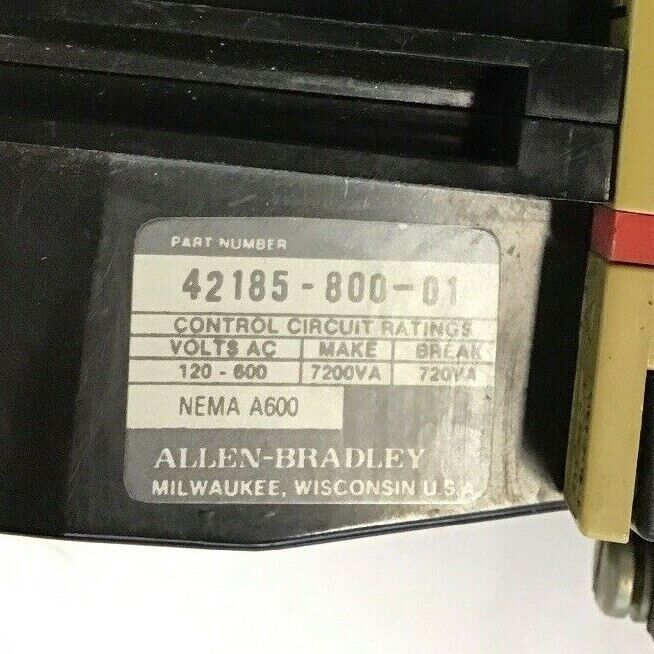 PART NUMBER
42185-800-01
CONTROL CIRCUIT RATINGS
VOLTS AC MAKE BREAK
120-600 7200VA 720VA
NEMA A600
ALLEN-BRADLEY
MILWAUKEE, WISCONSIN U.S.A.